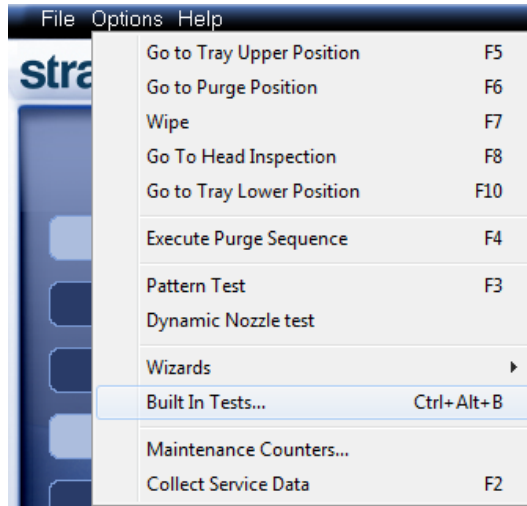 File Options Help
stra
Go to Tray Upper Position F5
Go to Purge Position F6
Wipe F7
Go To Head Inspection F8
Go to Tray Lower Position F10
Execute Purge Sequence F4
Pattern Test F3
Dynamic Nozzle test
Wizards
Built In Tests... Ctrl+Alt+B
Maintenance Counters...
Collect Service Data F2